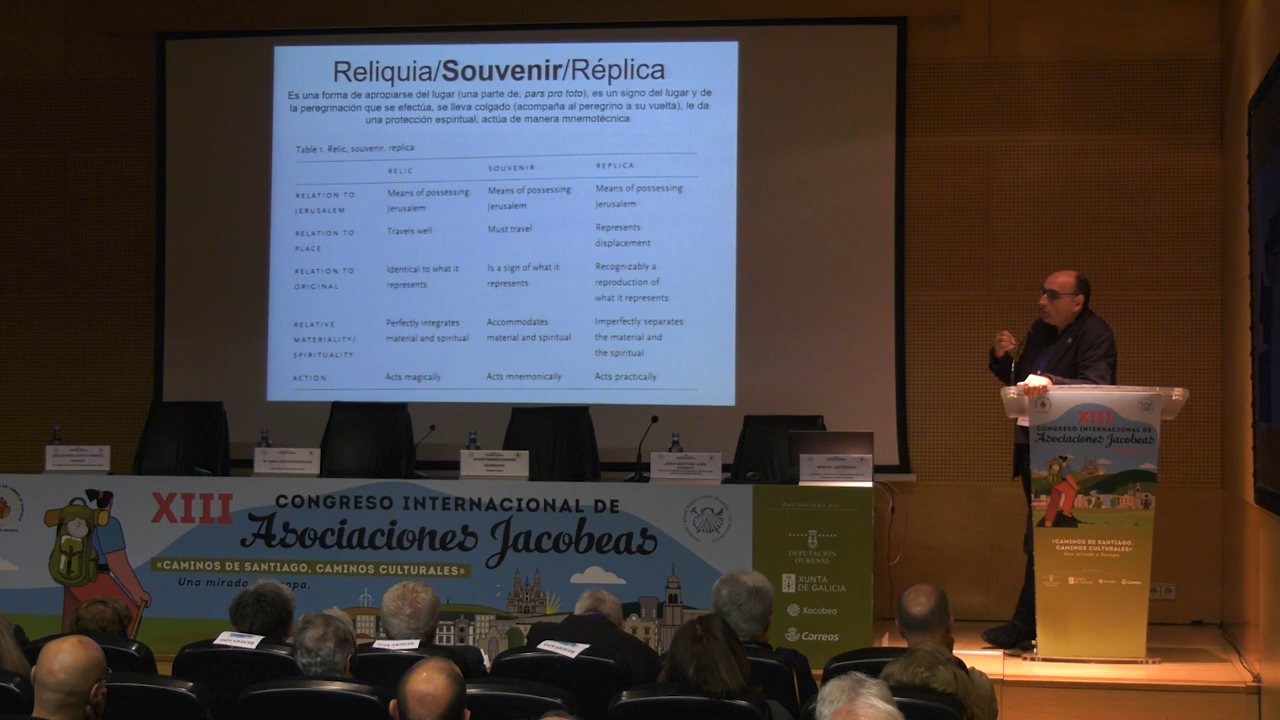 Reliquia/Souvenir/Réplica
Es una forma de apropiarse del lugar (una parte de, pars pro toto), es un signo del lugar y de
la peregrinación que se efectúa, se lleva colgado (acompaña al peregrino a su vuelta), le da
una protección espiritual, actúa de manera mnemotécnica
Table 1. Relic, souvenir, replica
RELIC SOUVENIR REPLICA
RELATION TO Means of possessing Means of possessing Means of possessing
JERUSALEM Jerusalem Jerusalem Jerusalem
RELATION TO Travels well Must travel Represents
PLACE displacement
RELATION TO Identical to what it Is a sign of what it Recognizably a
ORIGINAL represents represents reproduction of
what it represents
RELATIVE Perfectly integrates Accommodates Imperfectly separates
MATERIALITY/ material and spiritual material and spiritual the material and
SPIRITUALITY the spiritual
ACTION Acts magically Acts mnemonically Acts practically
XIII
CONGRESO INTERNACIONAL DE
Asociaciones Jacobeas
«CAMINOS DE SANTIAGO, CAMINOS CULTURALES»
Una mirada Europa.
Patrocinado por
DEPUTACIÓN
OURENSE
XUNTA
DE GALICIA
Xacobeo
Correos
XIII
CONGRESO INTERNACIONAL DE
Asociaciones Jacobeas
«CAMINOS DE SANTIAGO,
CAMINOS CULTURALES»
Una mirada a Europa